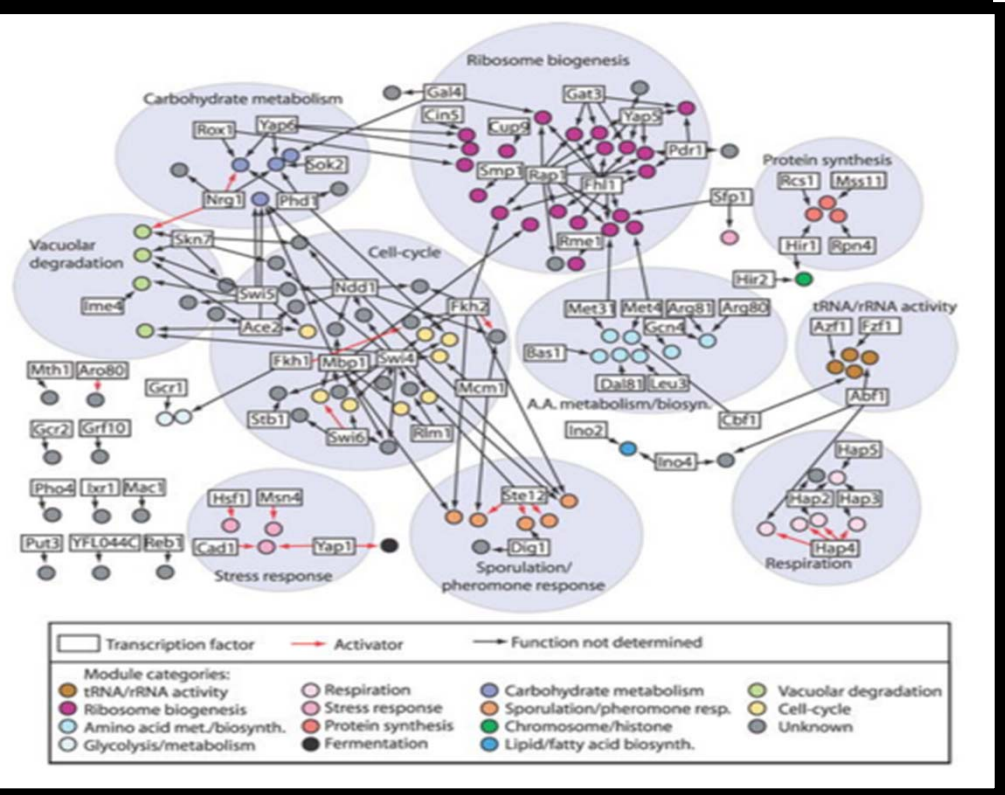 Ribosome biogenesis
Carbohydrate metabolism
Gal4
Gat3
Cin5
Yap5
Rox1
Yap6
Cup9
Sok2
Pdr1
Protein synthesis
Smp1
Rap1
Fhl1
Rcs1
Mss11
Nrg1
Phd1
Sfp1
Vacuolar
degradation
Skn7
Cell-cycle
Rme1
Hir1
Rpn4
Hir2
Ime4
Swi5
Ndd1
Fkh2
Met31
Met4
Arg81
Arg80
tRNA/rRNA activity
Ace2
Gcn4
Azf1
Fzf1
Fkh1
Mbp1
Swi4
Bas1
Mth1
Aro80
Gcr1
Mcm1
Dal81
Leu3
A.A. metabolism/biosyn.
Abf1
Stb1
Swi6
Rlm1
Cbf1
Gcr2
Grf10
Ino2
Ino4
Hap5
Pho4
Ixr1
Mac1
Hsf1
Msn4
Ste12
Hap2
Hap3
Put3
YFL044C
Reb1
Cad1
Yap1
Dig1
Hap4
Stress response
Sporulation/
pheromone response
Respiration
Transcription factor
Activator
Function not determined
Module categories:
tRNA/rRNA activity
Respiration
Carbohydrate metabolism
Vacuolar degradation
Ribosome biogenesis
Stress response
Sporulation/pheromone resp.
Cell-cycle
Amino acid met./biosynth.
Protein synthesis
Chromosome/histone
Unknown
Glycolysis/metabolism
Fermentation
Lipid/fatty acid biosynth.